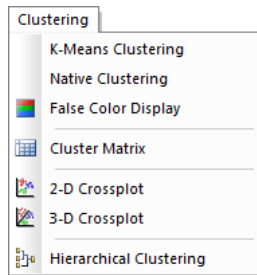 Clustering
K-Means Clustering
Native Clustering
False Color Display
Cluster Matrix
2-D Crossplot
3-D Crossplot
Hierarchical Clustering